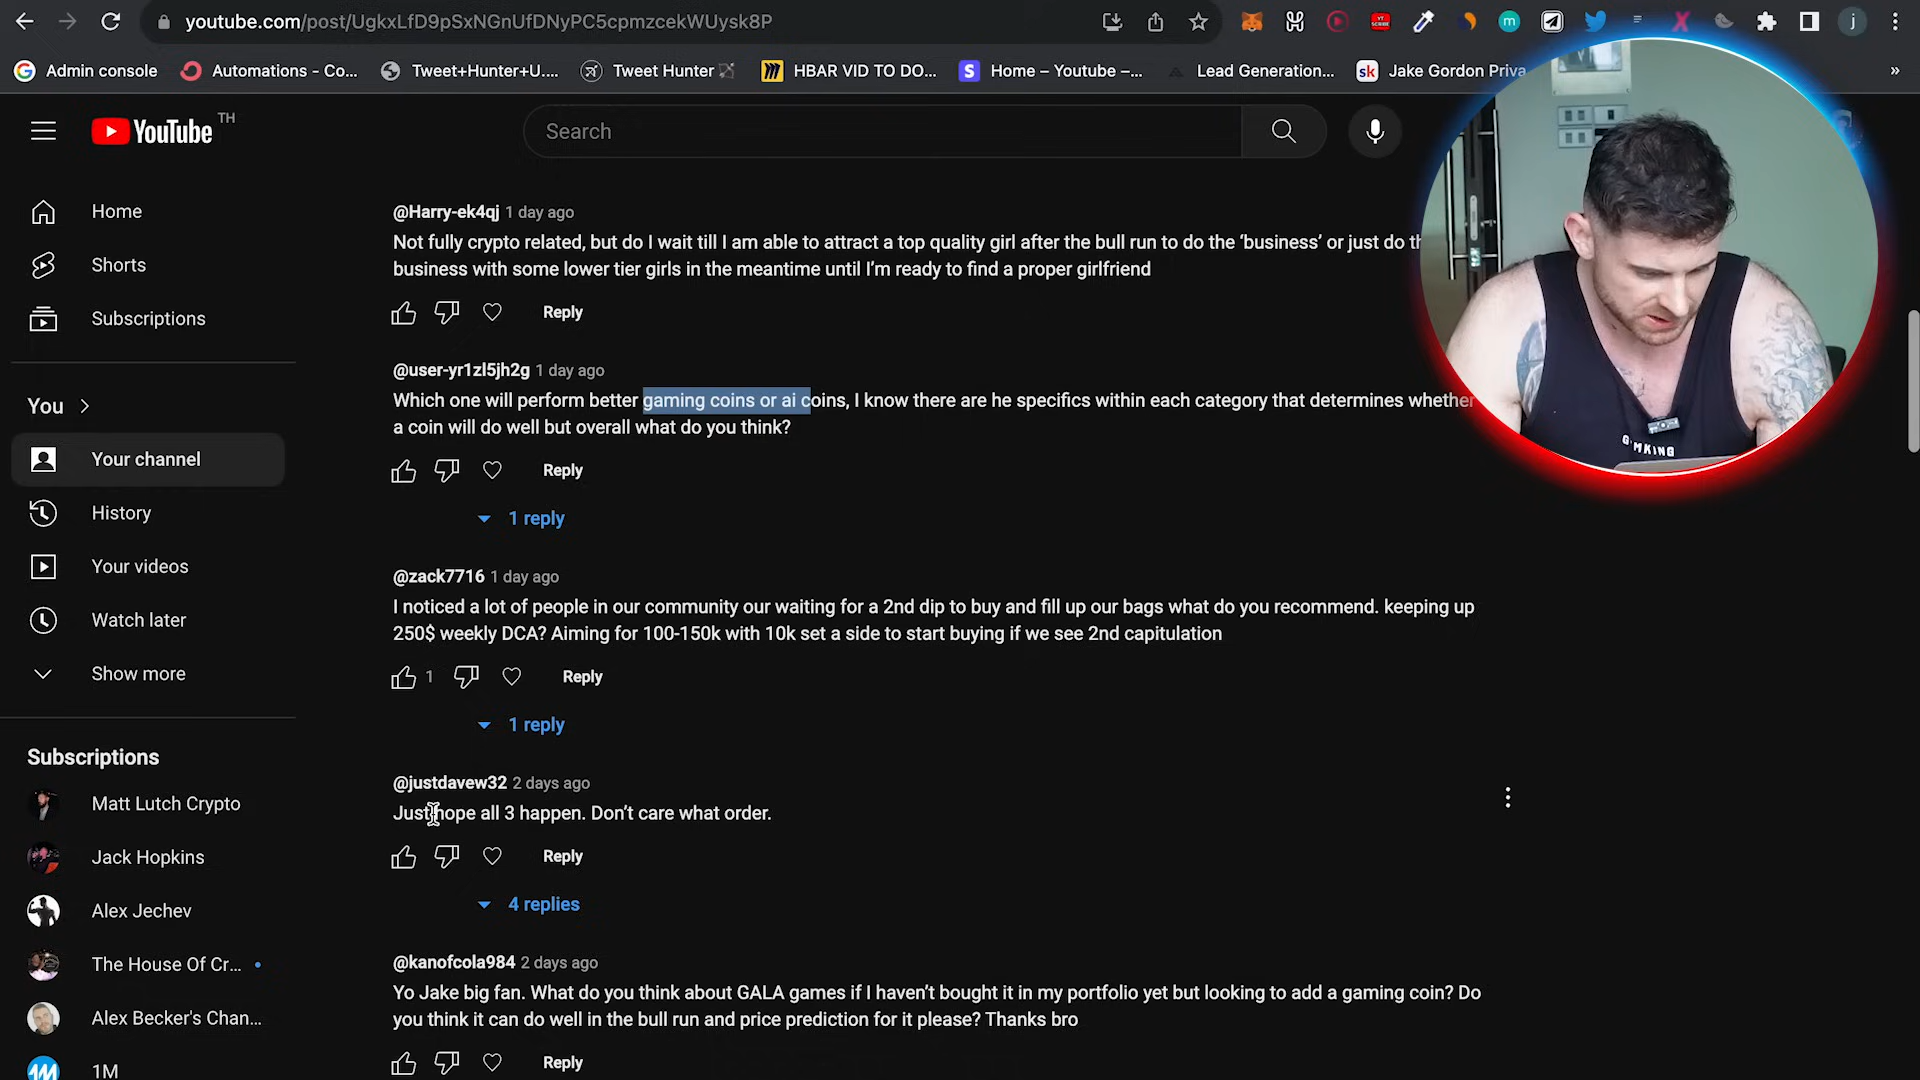 youtube.com/post/UgkxLfD9pSxNGnUfDNyPC5cpmzcekWUysk8P
Admin console
Automations - Co...
Tweet+Hunter+U....
Tweet Hunter
HBAR VID TO DO...
Home – Youtube –...
Lead Generation...
Jake Gordon Priva
YouTube TH
Search
Home
Shorts
Subscriptions
You
Your channel
History
Your videos
Watch later
Show more
Subscriptions
Matt Lutch Crypto
Jack Hopkins
Alex Jechev
The House Of Cr...
Alex Becker's Chan...
1M
@Harry-ek4qj 1 day ago
Not fully crypto related, but do I wait till I am able to attract a top quality girl after the bull run to do the ‘business’ or just do th
business with some lower tier girls in the meantime until I’m ready to find a proper girlfriend
Reply
@user-yr1zl5jh2g 1 day ago
Which one will perform better gaming coins or ai coins, I know there are he specifics within each category that determines whether
a coin will do well but overall what do you think?
Reply
1 reply
@zack7716 1 day ago
I noticed a lot of people in our community our waiting for a 2nd dip to buy and fill up our bags what do you recommend. keeping up
250$ weekly DCA? Aiming for 100-150k with 10k set a side to start buying if we see 2nd capitulation
1
Reply
1 reply
@justdavew32 2 days ago
Just hope all 3 happen. Don’t care what order.
Reply
4 replies
@kanofcola984 2 days ago
Yo Jake big fan. What do you think about GALA games if I haven’t bought it in my portfolio yet but looking to add a gaming coin? Do
you think it can do well in the bull run and price prediction for it please? Thanks bro
Reply